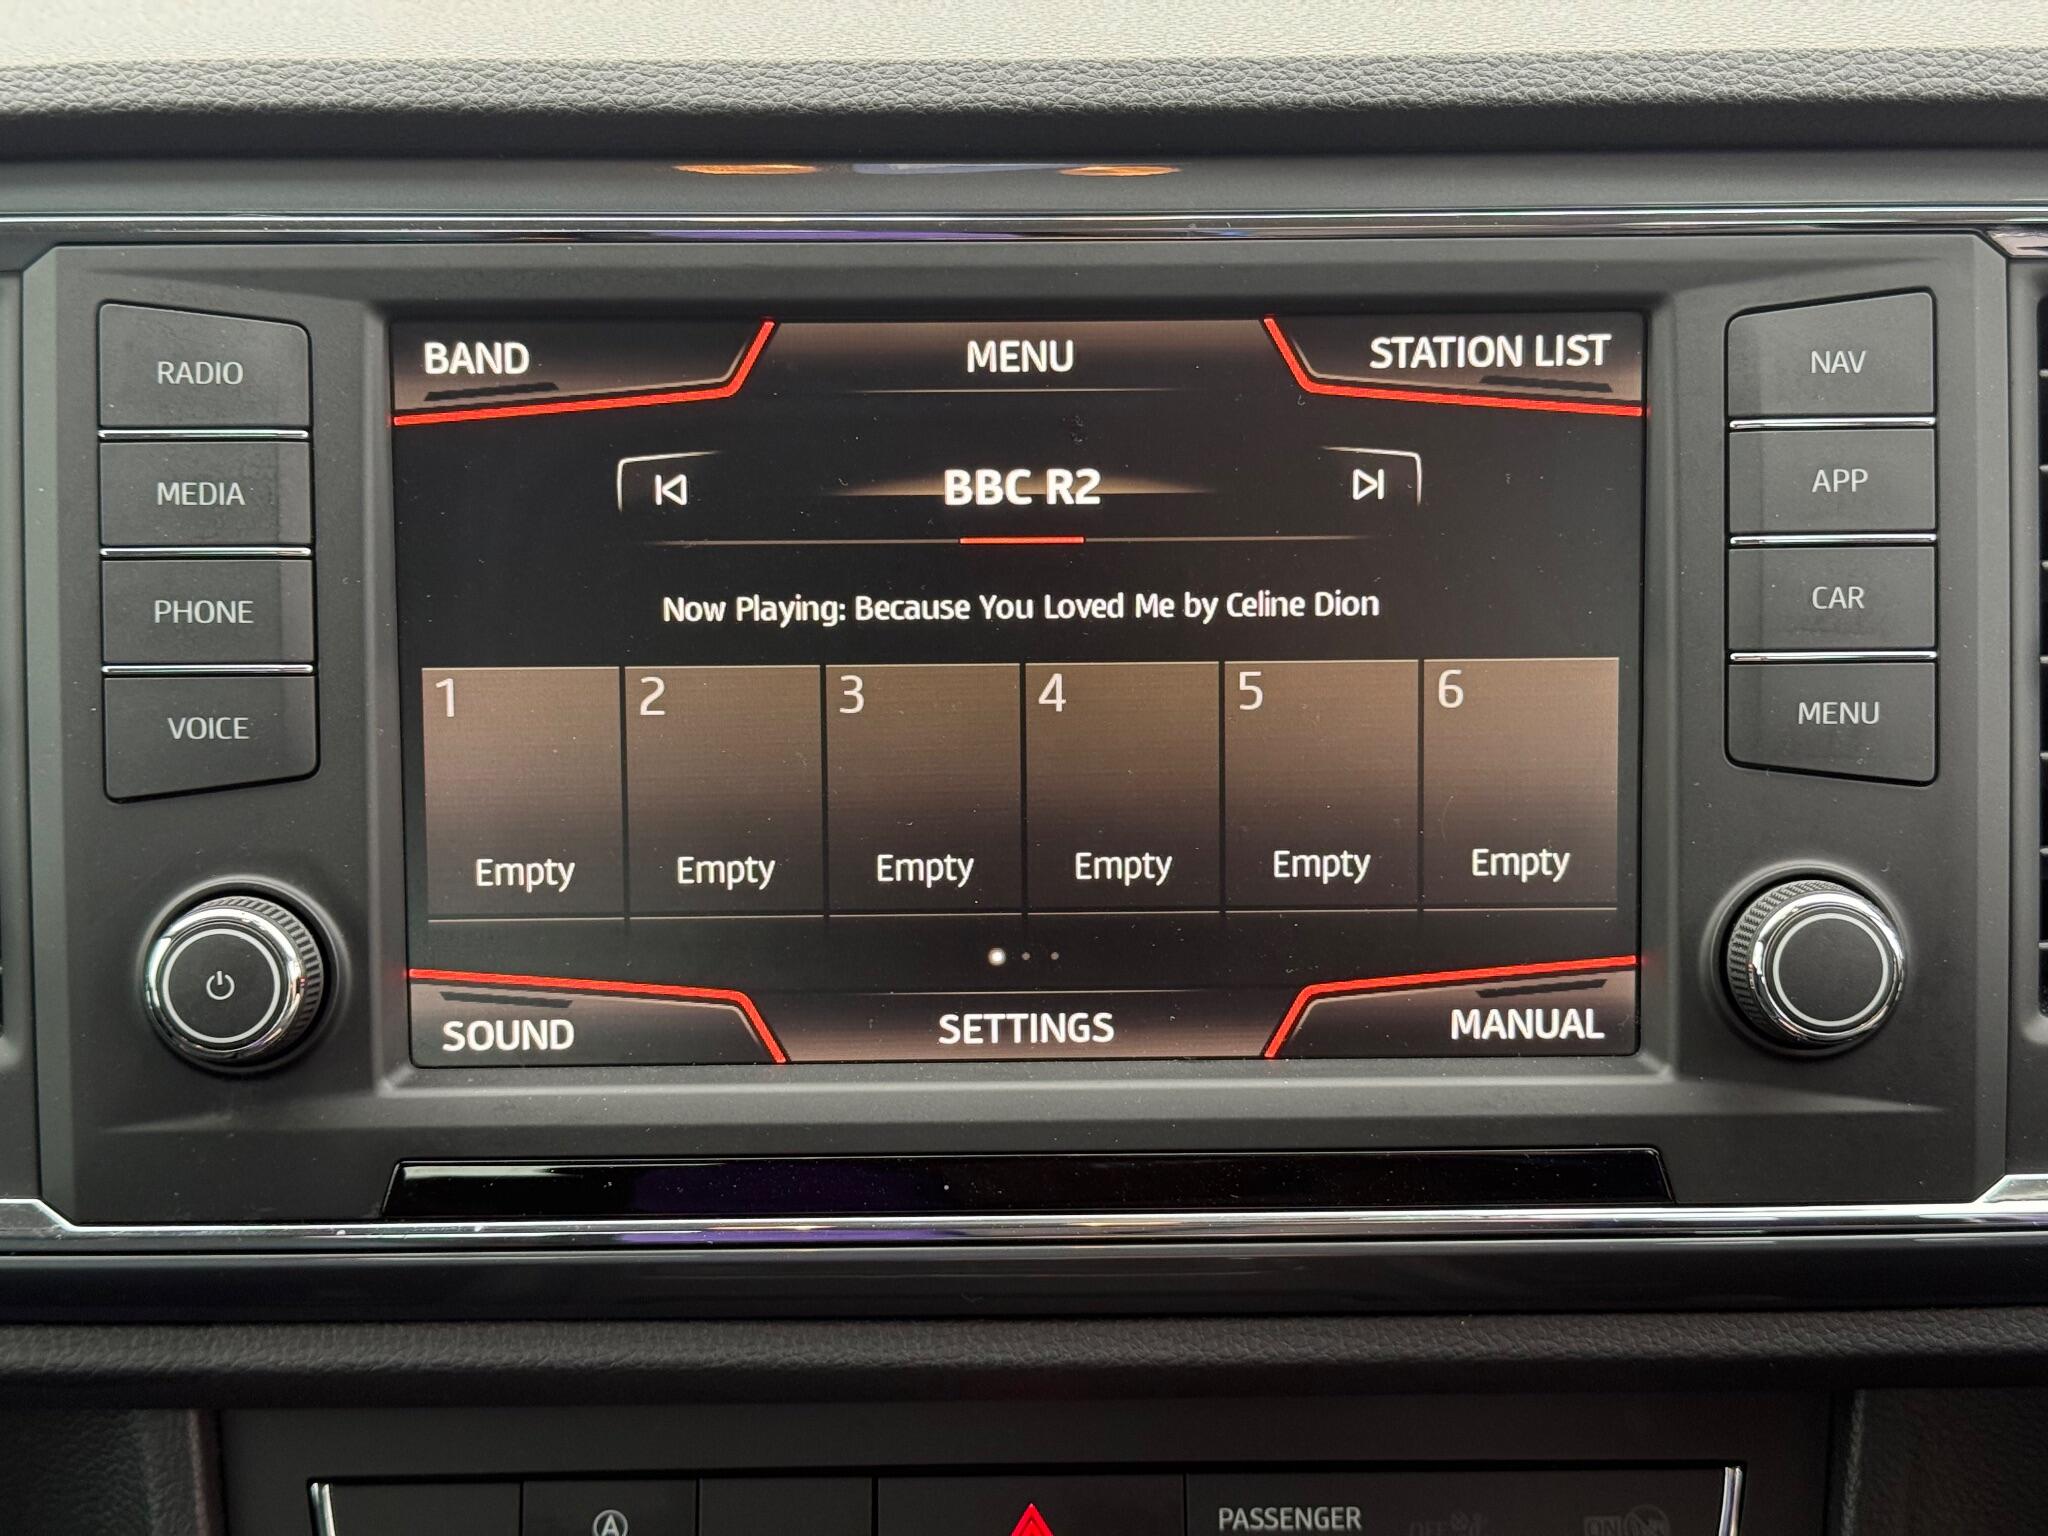 BAND
MENU
STATION LIST
RADIO
MEDIA
PHONE
VOICE
BBC R2
Now Playing: Because You Loved Me by Celine Dion
1 2 3 4 5 6
Empty Empty Empty Empty Empty Empty
SOUND
SETTINGS
MANUAL
NAV
APP
CAR
MENU
A
PASSENGER
OFF
ON